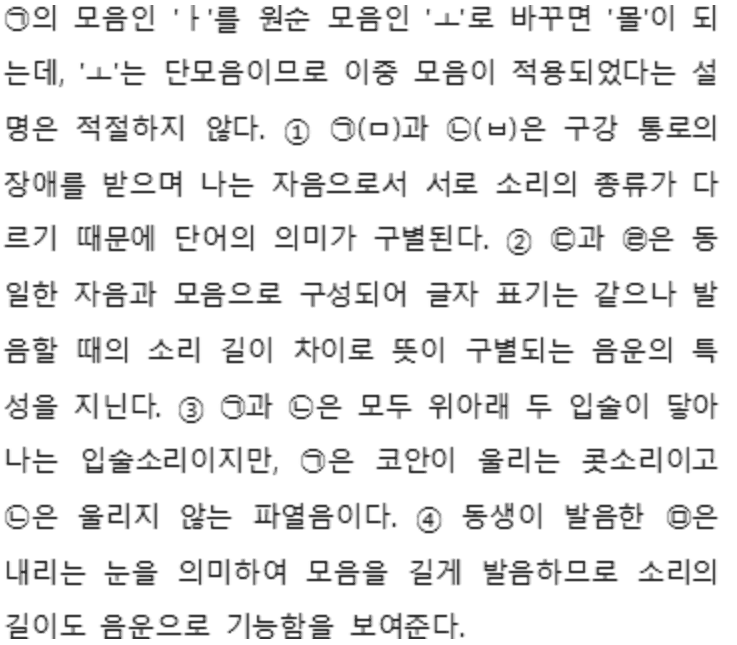 ㉠의 모음인 'ㅏ'를 원순 모음인 'ㅗ'로 바꾸면 '몰'이 되
는데, 'ㅗ'는 단모음이므로 이중 모음이 적용되었다는 설
명은 적절하지 않다. ① ㉠(ㅁ)과 ㉡(ㅂ)은 구강 통로의
장애를 받으며 나는 자음으로서 서로 소리의 종류가 다
르기 때문에 단어의 의미가 구별된다. ② ㉢과 ㉣은 동
일한 자음과 모음으로 구성되어 글자 표기는 같으나 발
음할 때의 소리 길이 차이로 뜻이 구별되는 음운의 특
성을 지닌다. ③ ㉠과 ㉡은 모두 위아래 두 입술이 닿아
나는 입술소리이지만, ㉠은 코안이 울리는 콧소리이고
㉡은 울리지 않는 파열음이다. ④ 동생이 발음한 ㉤은
내리는 눈을 의미하여 모음을 길게 발음하므로 소리의
길이도 음운으로 기능함을 보여준다.